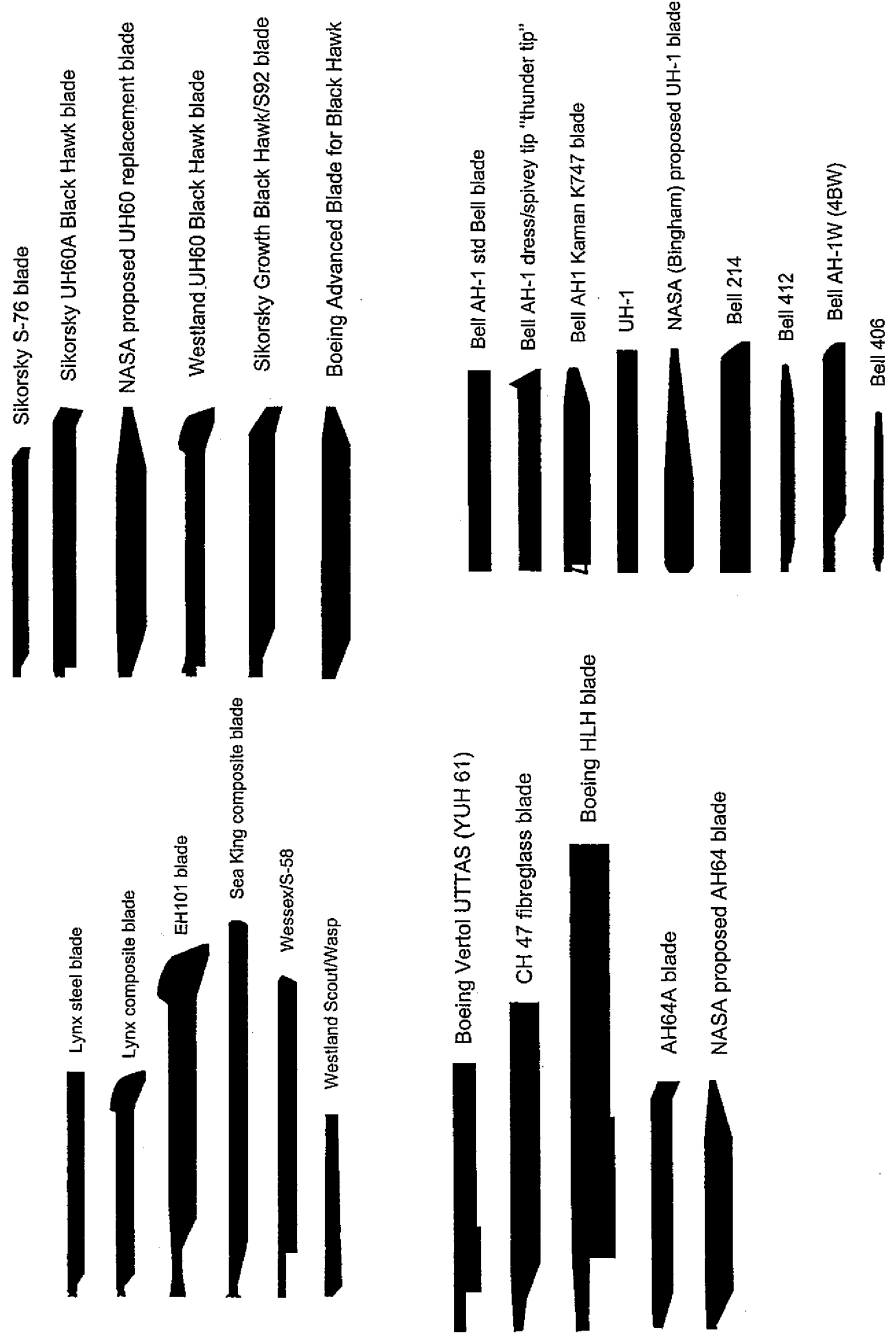 Sikorsky S-76 blade
Sikorsky UH60A Black Hawk blade
NASA proposed UH60 replacement blade
Westland UH60 Black Hawk blade
Sikorsky Growth Black Hawk/S92 blade
Boeing Advanced Blade for Black Hawk
Lynx steel blade
Lynx composite blade
EH101 blade
Sea King composite blade
Wessex/S-58
Westland Scout/Wasp
Bell AH-1 std Bell blade
Bell AH-1 dress/spivey tip "thunder tip"
Bell AH1 Kaman K747 blade
UH-1
NASA (Bingham) proposed UH-1 blade
Bell 214
Bell 412
Bell AH-1W (4BW)
Bell 406
Boeing Vertol UTTAS (YUH 61)
CH 47 fibreglass blade
Boeing HLH blade
AH64A blade
NASA proposed AH64 blade